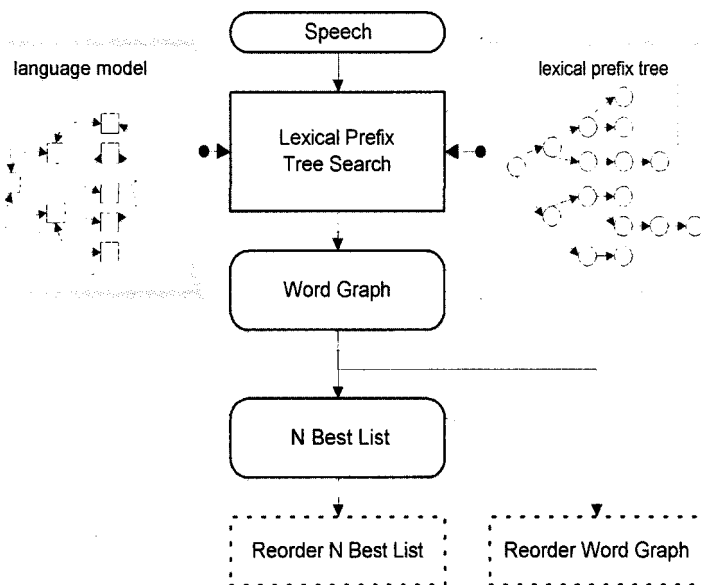 Speech
language model
lexical prefix tree
Lexical Prefix
Tree Search
Word Graph
N Best List
Reorder N Best List
Reorder Word Graph